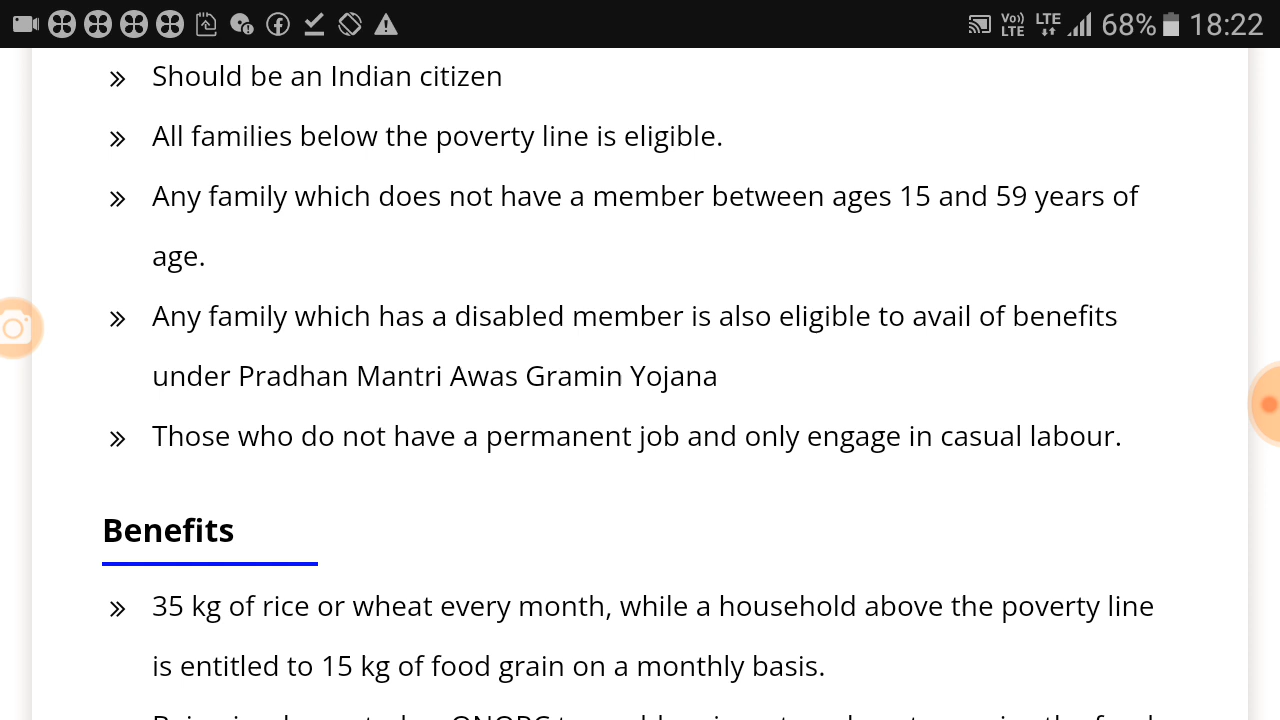 Vo)) LTE LTE 68% 18:22
» Should be an Indian citizen
» All families below the poverty line is eligible.
» Any family which does not have a member between ages 15 and 59 years of
age.
» Any family which has a disabled member is also eligible to avail of benefits
under Pradhan Mantri Awas Gramin Yojana
» Those who do not have a permanent job and only engage in casual labour.
Benefits
» 35 kg of rice or wheat every month, while a household above the poverty line
is entitled to 15 kg of food grain on a monthly basis.